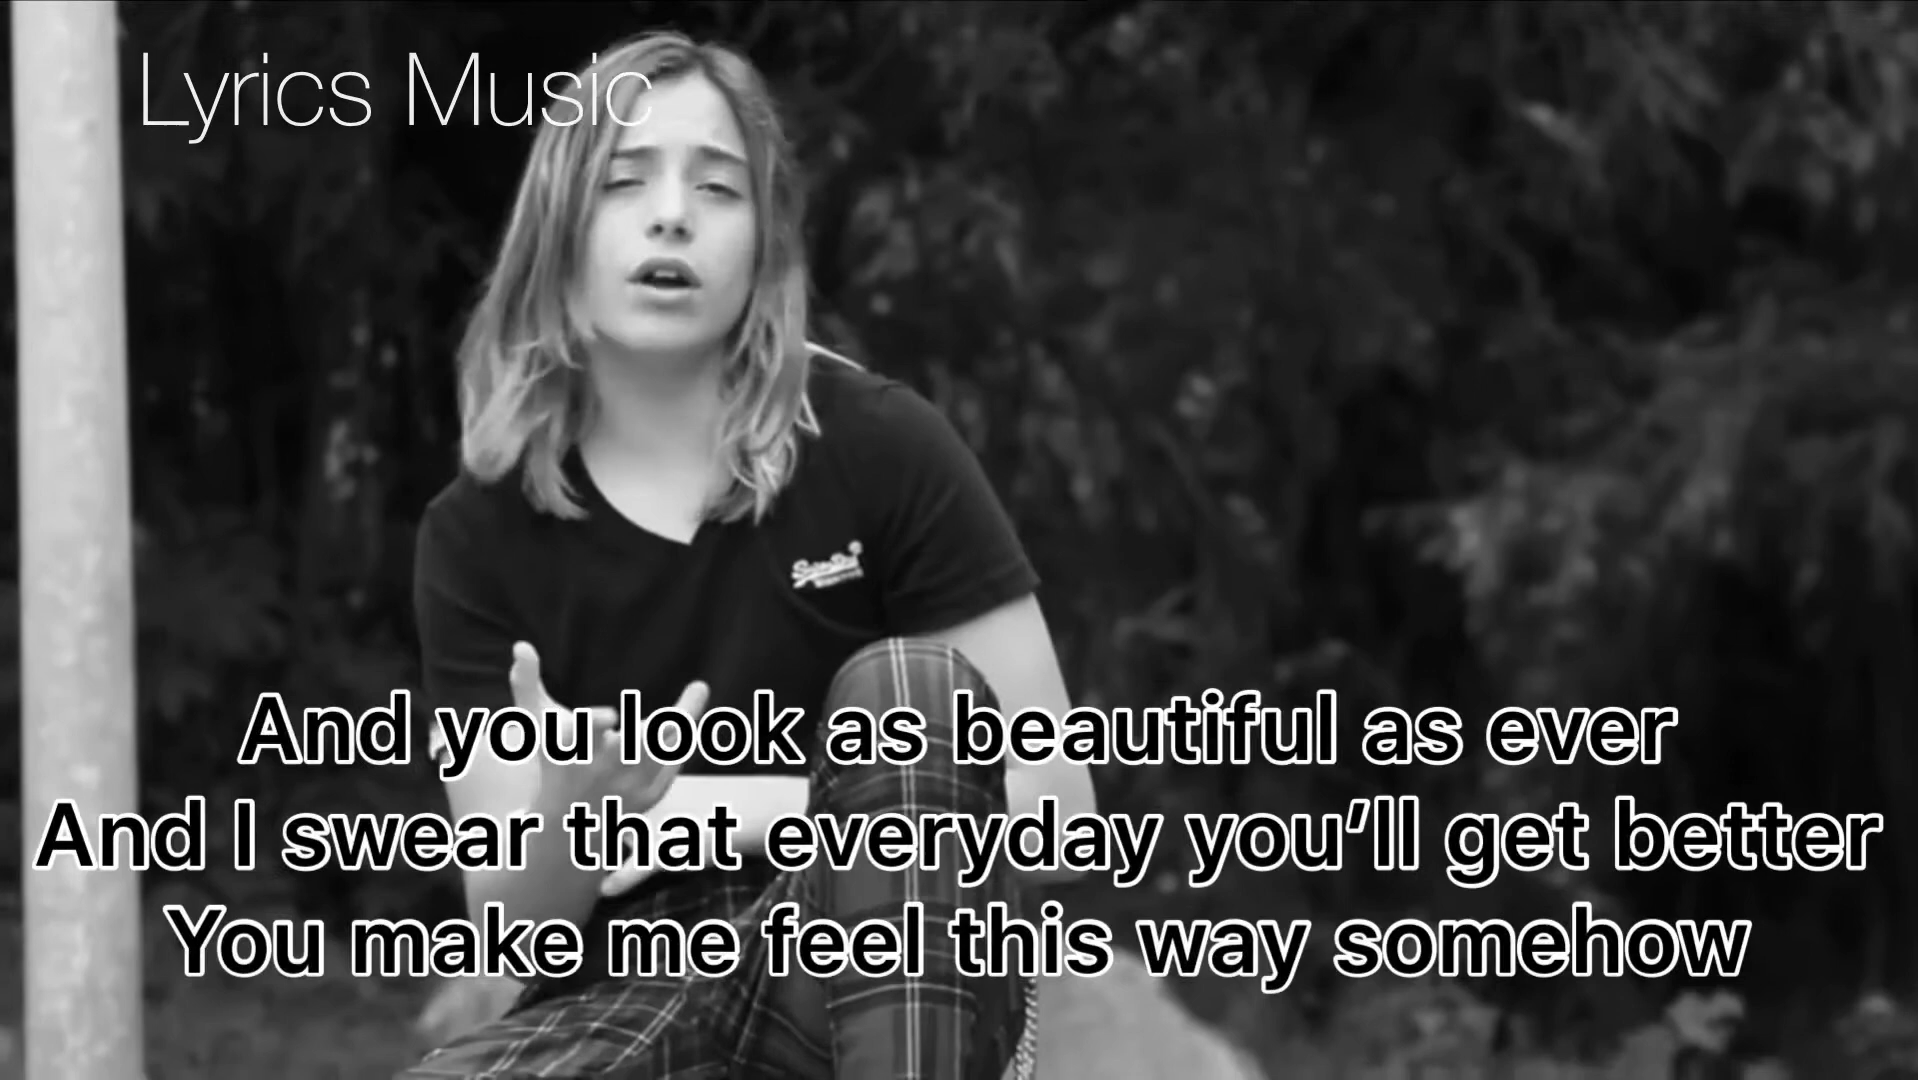 Lyrics Music
And you look as beautiful as ever
And I swear that everyday you’ll get better
You make me feel this way somehow